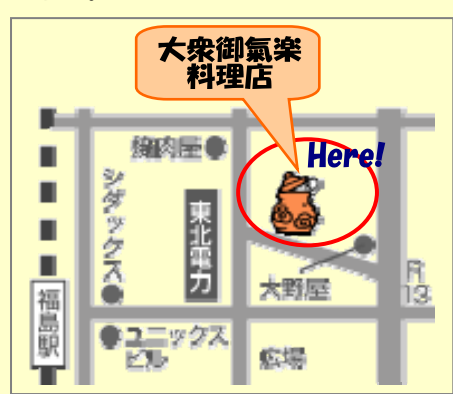 大衆御氣楽
料理店
焼肉屋
Here!
シダックス
東北電力
大野屋
R
13
福島駅
ユニックス
ビル
広場